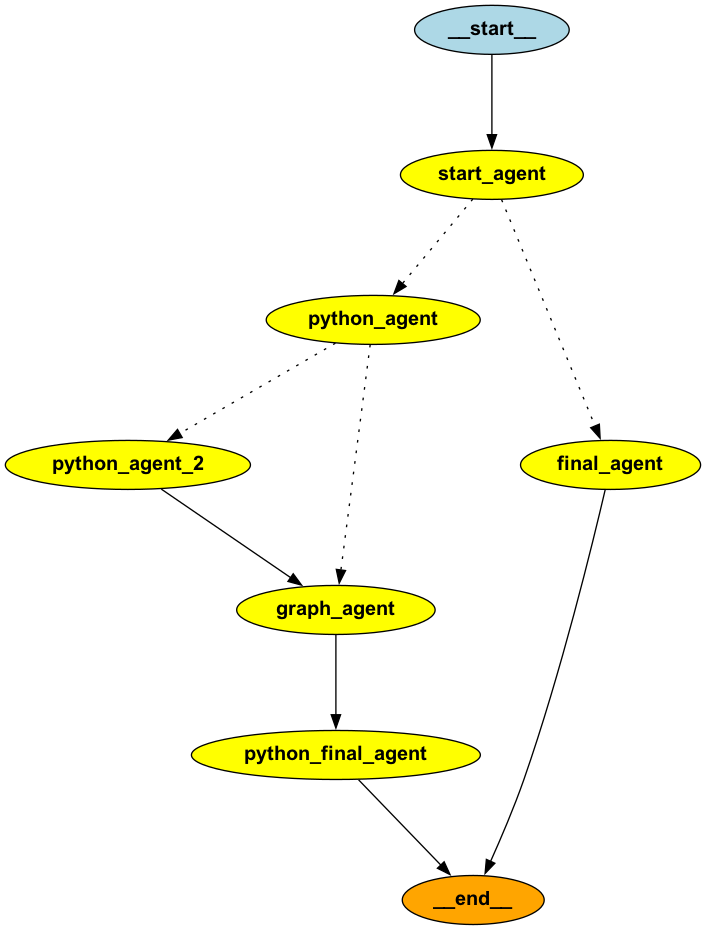 __start__
start_agent
python_agent
python_agent_2
final_agent
graph_agent
python_final_agent
__end__